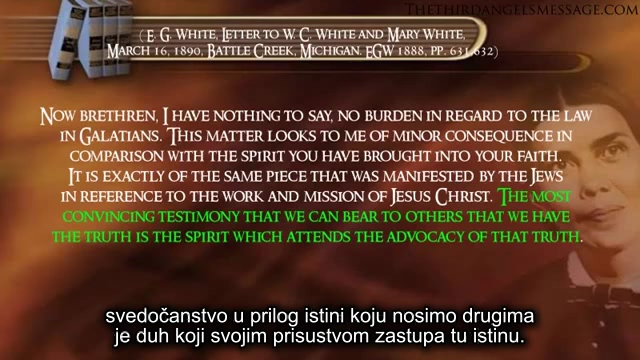 TheThirdAngelsMessage.com
( E. G. White, Letter to W. C. White and Mary White,
March 16, 1890, Battle Creek, Michigan. EGW 1888, pp. 631,632)
Now brethren, I have nothing to say, no burden in regard to the law
in Galatians. This matter looks to me of minor consequence in
comparison with the spirit you have brought into your faith.
It is exactly of the same piece that was manifested by the Jews
in reference to the work and mission of Jesus Christ. The most
convincing testimony that we can bear to others that we have
the truth is the spirit which attends the advocacy of that truth.
svedočanstvo u prilog istini koju nosimo drugima
je duh koji svojim prisustvom zastupa tu istinu.